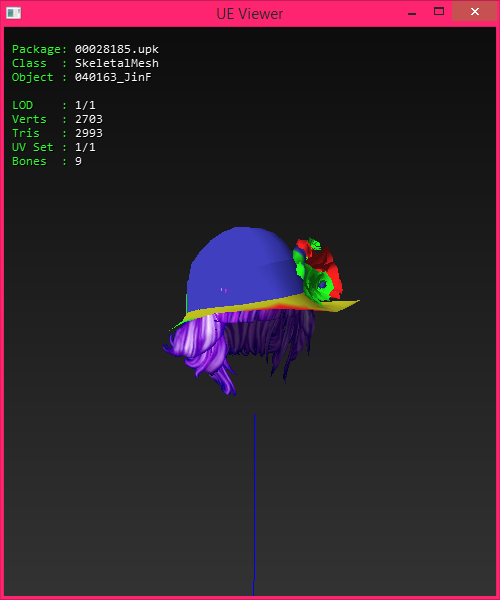 UE Viewer
Package: 00028185.upk
Class  : SkeletalMesh
Object : 040163_JinF
LOD    : 1/1
Verts  : 2703
Tris   : 2993
UV Set : 1/1
Bones  : 9